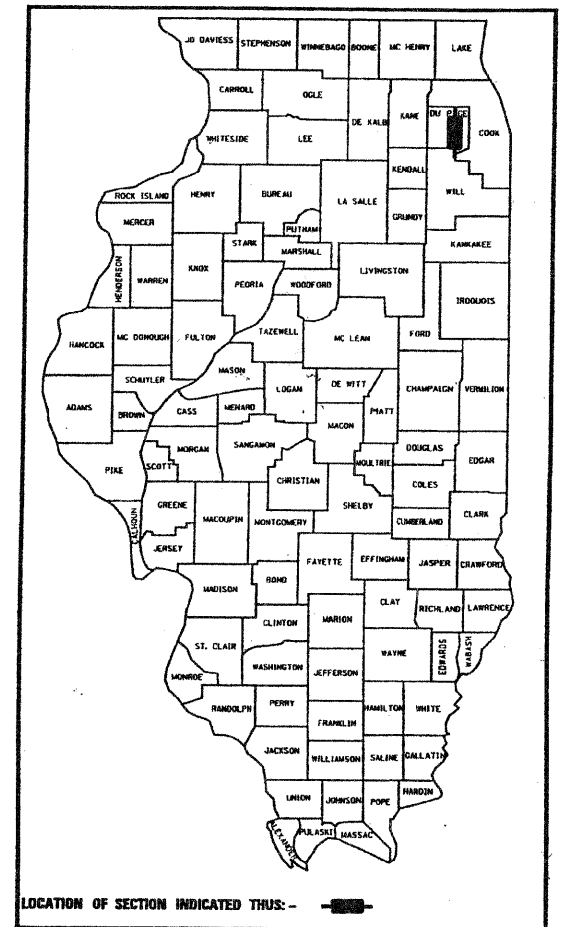 JO DAVIESS STEPHENSON WINNEBAGO BOONE MC HENRY LAKE
CARROLL OGLE
DE KALB KANE DU PAGE COOK
WHITESIDE LEE
KENDALL WILL
ROCK ISLAND HENRY BUREAU LA SALLE
MERCER PUTNAM GRUNDY
STARK MARSHALL KANKAKEE
HENDERSON WARREN KNOX LIVINGSTON
PEORIA WOODFORD IROQUOIS
HANCOCK MC DONOUGH FULTON TAZEWELL MC LEAN FORD
MASON
SCHUYLER DE WITT CHAMPAIGN VERMILION
ADAMS BROWN CASS MENARD LOGAN PIATT
MACON
PIKE MORGAN SANGAMON DOUGLAS EDGAR
SCOTT MOULTRIE
CHRISTIAN COLES
CALHOUN GREENE MACOUPIN MONTGOMERY SHELBY CLARK
CUMBERLAND
JERSEY FAYETTE EFFINGHAM JASPER CRAWFORD
MADISON BOND
CLAY RICHLAND LAWRENCE
CLINTON MARION
ST. CLAIR WAYNE EDWARDS WABASH
WASHINGTON JEFFERSON
MONROE
RANDOLPH PERRY HAMILTON WHITE
FRANKLIN
JACKSON WILLIAMSON SALINE GALLATIN
UNION JOHNSON POPE HARDIN
ALEXANDER PULASKI MASSAC
LOCATION OF SECTION INDICATED THUS: -